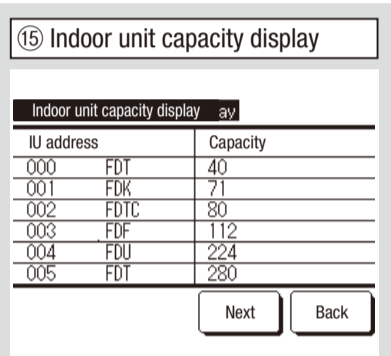 ⑮ Indoor unit capacity display
Indoor unit capacity display ay
IU address Capacity
000 FDT 40
001 FDK 71
002 FDTC 80
003 FDF 112
004 FDU 224
005 FDT 280
Next Back